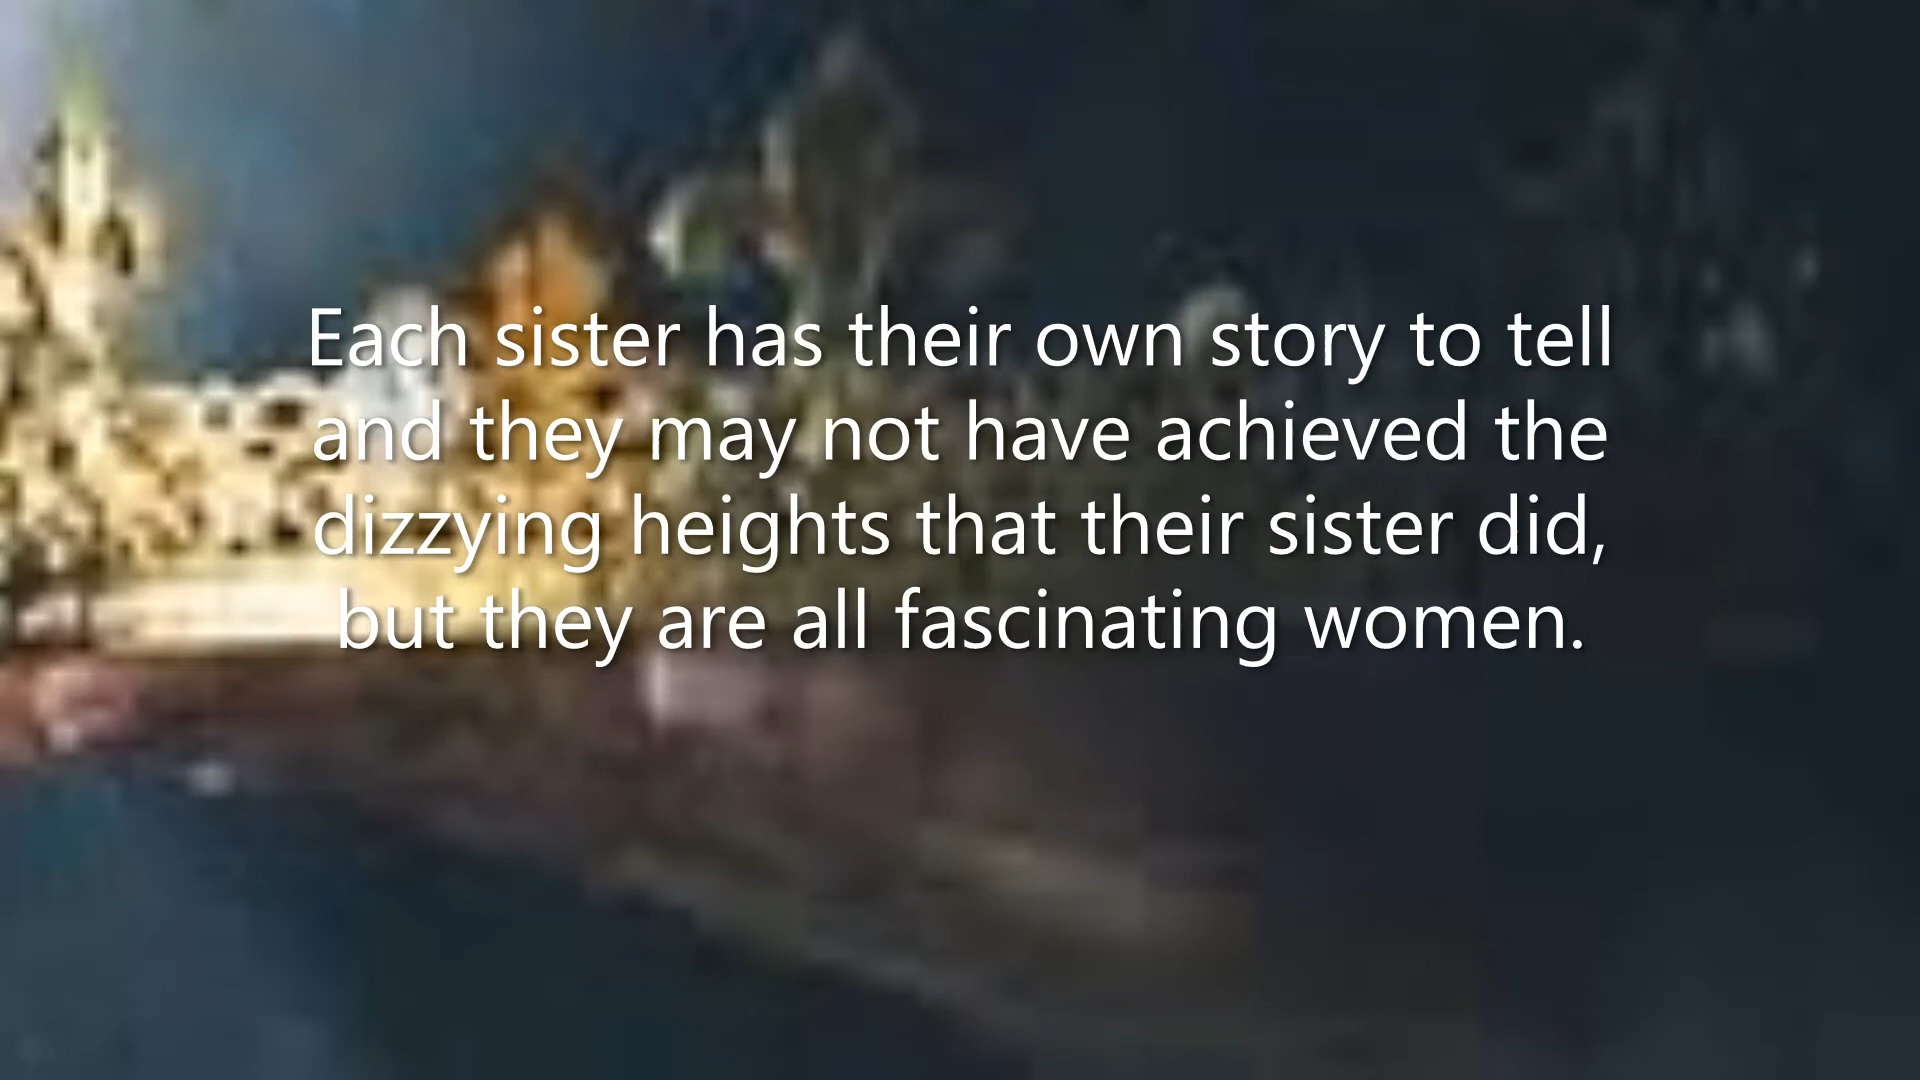 Each sister has their own story to tell
and they may not have achieved the
dizzying heights that their sister did,
but they are all fascinating women.